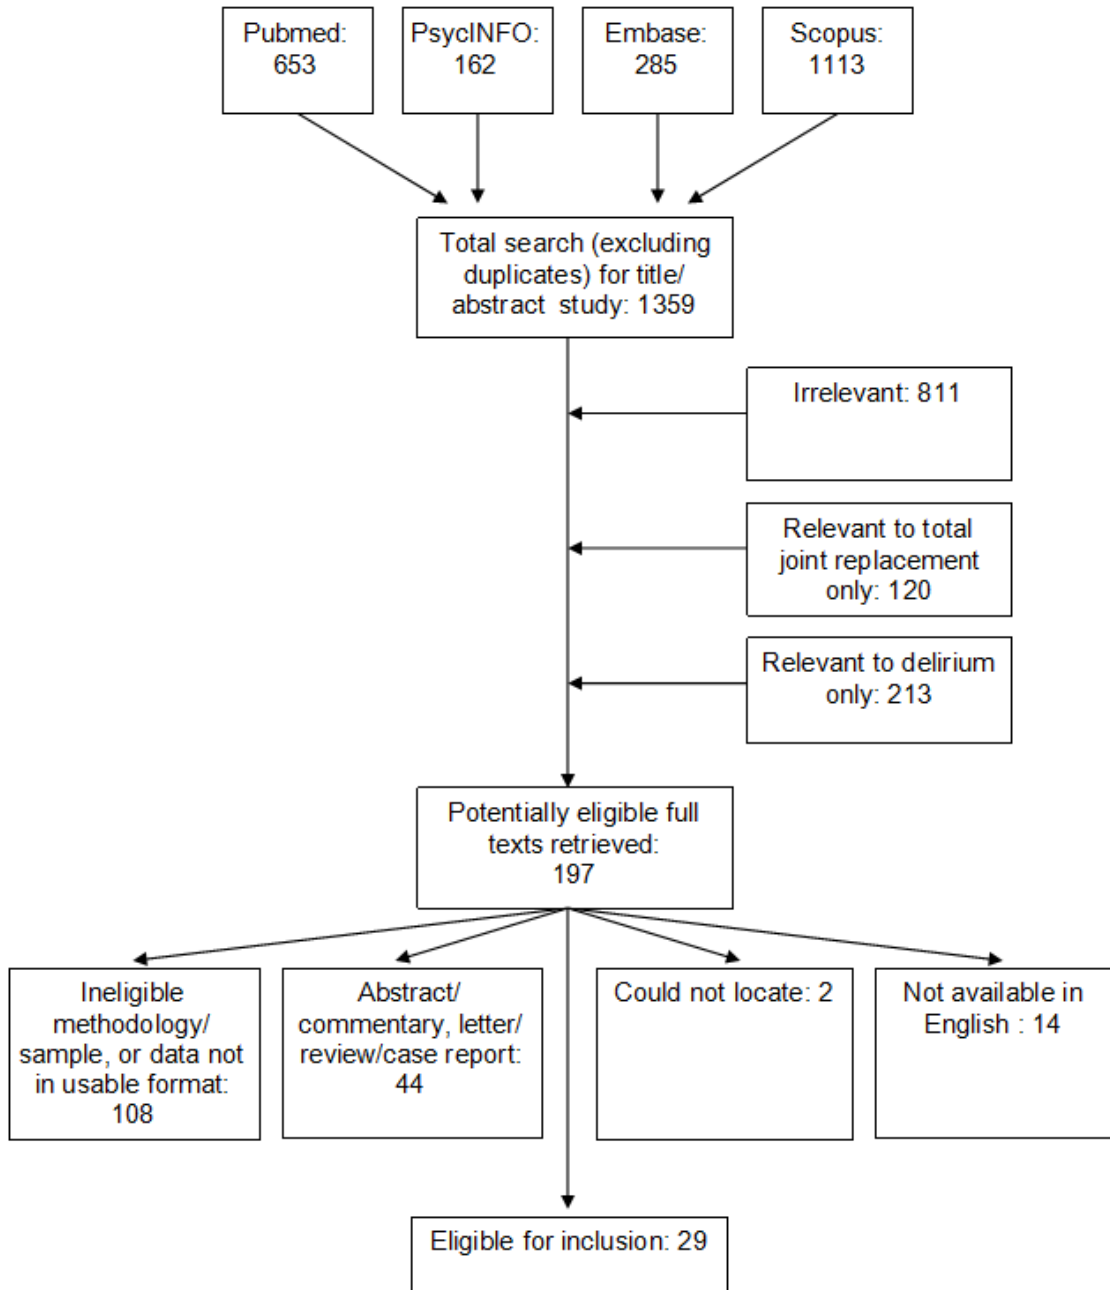 Pubmed:
653
PsycINFO:
162
Embase:
285
Scopus:
1113
Total search (excluding
duplicates) for title/
abstract study: 1359
Irrelevant: 811
Relevant to total
joint replacement
only: 120
Relevant to delirium
only: 213
Potentially eligible full
texts retrieved:
197
Ineligible
methodology/
sample, or data not
in usable format:
108
Abstract/
commentary, letter/
review/case report:
44
Could not locate: 2
Not available in
English : 14
Eligible for inclusion: 29